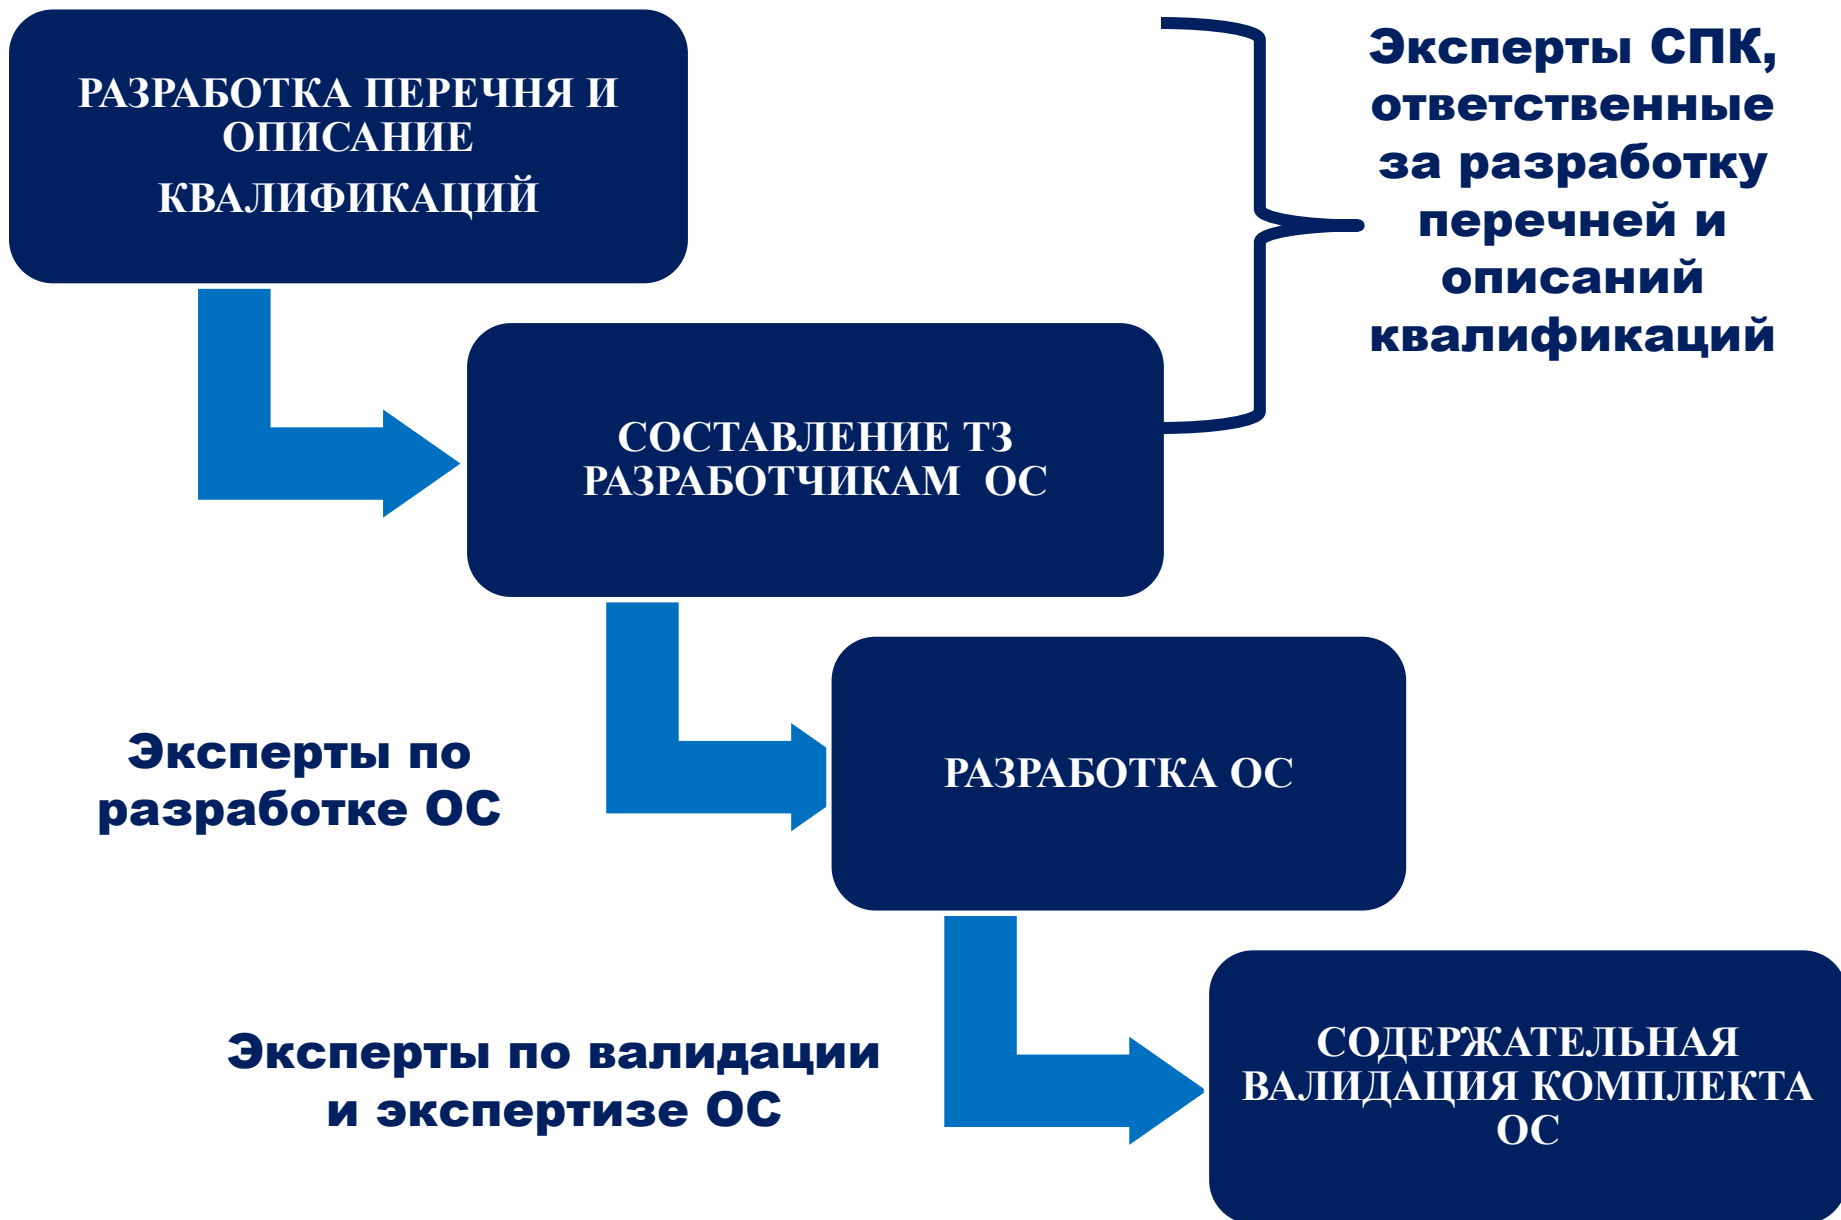 РАЗРАБОТКА ПЕРЕЧНЯ И
ОПИСАНИЕ
КВАЛИФИКАЦИЙ
Эксперты СПК,
ответственные
за разработку
перечней и
описаний
квалификаций
СОСТАВЛЕНИЕ ТЗ
РАЗРАБОТЧИКАМ ОС
Эксперты по
разработке ОС
РАЗРАБОТКА ОС
Эксперты по валидации
и экспертизе ОС
СОДЕРЖАТЕЛЬНАЯ
ВАЛИДАЦИЯ КОМПЛЕКТА
ОС